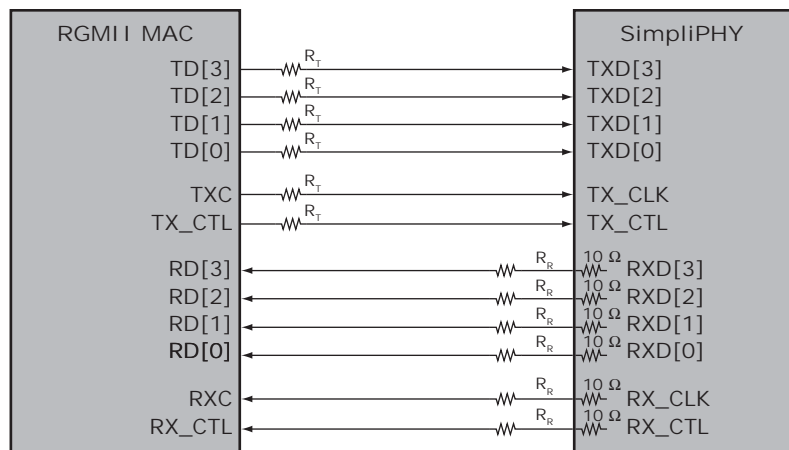 RGMII MAC SimpliPHY
TD[3] R_T TXD[3]
TD[2] R_T TXD[2]
TD[1] R_T TXD[1]
TD[0] R_T TXD[0]
TXC R_T TX_CLK
TX_CTL R_T TX_CTL
RD[3] R_R 10 Ω RXD[3]
RD[2] R_R 10 Ω RXD[2]
RD[1] R_R 10 Ω RXD[1]
RD[0] R_R 10 Ω RXD[0]
RXC R_R 10 Ω RX_CLK
RX_CTL R_R 10 Ω RX_CTL